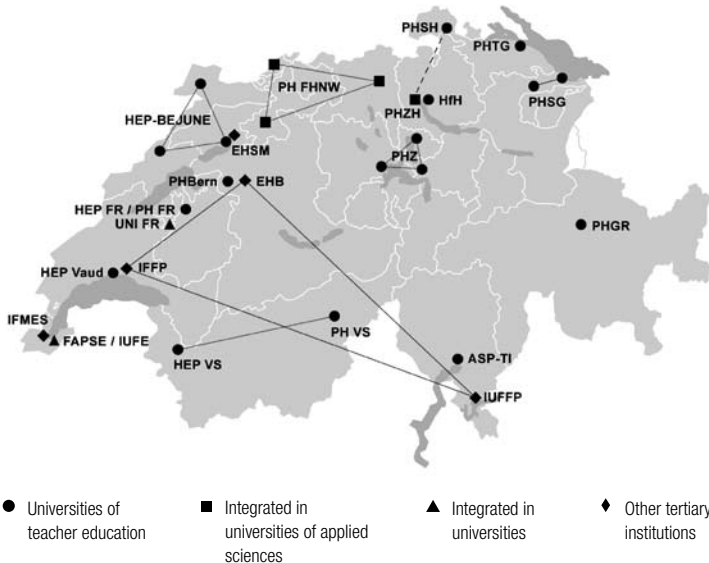 PHSH
PHTG
PH FHNW
PHSG
HEP-BEJUNE
PHZH
HfH
EHSM
PHZ
PHBern
EHB
HEP FR / PH FR
UNI FR
PHGR
HEP Vaud
IFFP
IFMES
FAPSE / IUFE
PH VS
HEP VS
ASP-TI
IUFFP
Universities of
teacher education
Integrated in
universities of applied
sciences
Integrated in
universities
Other tertiary
institutions